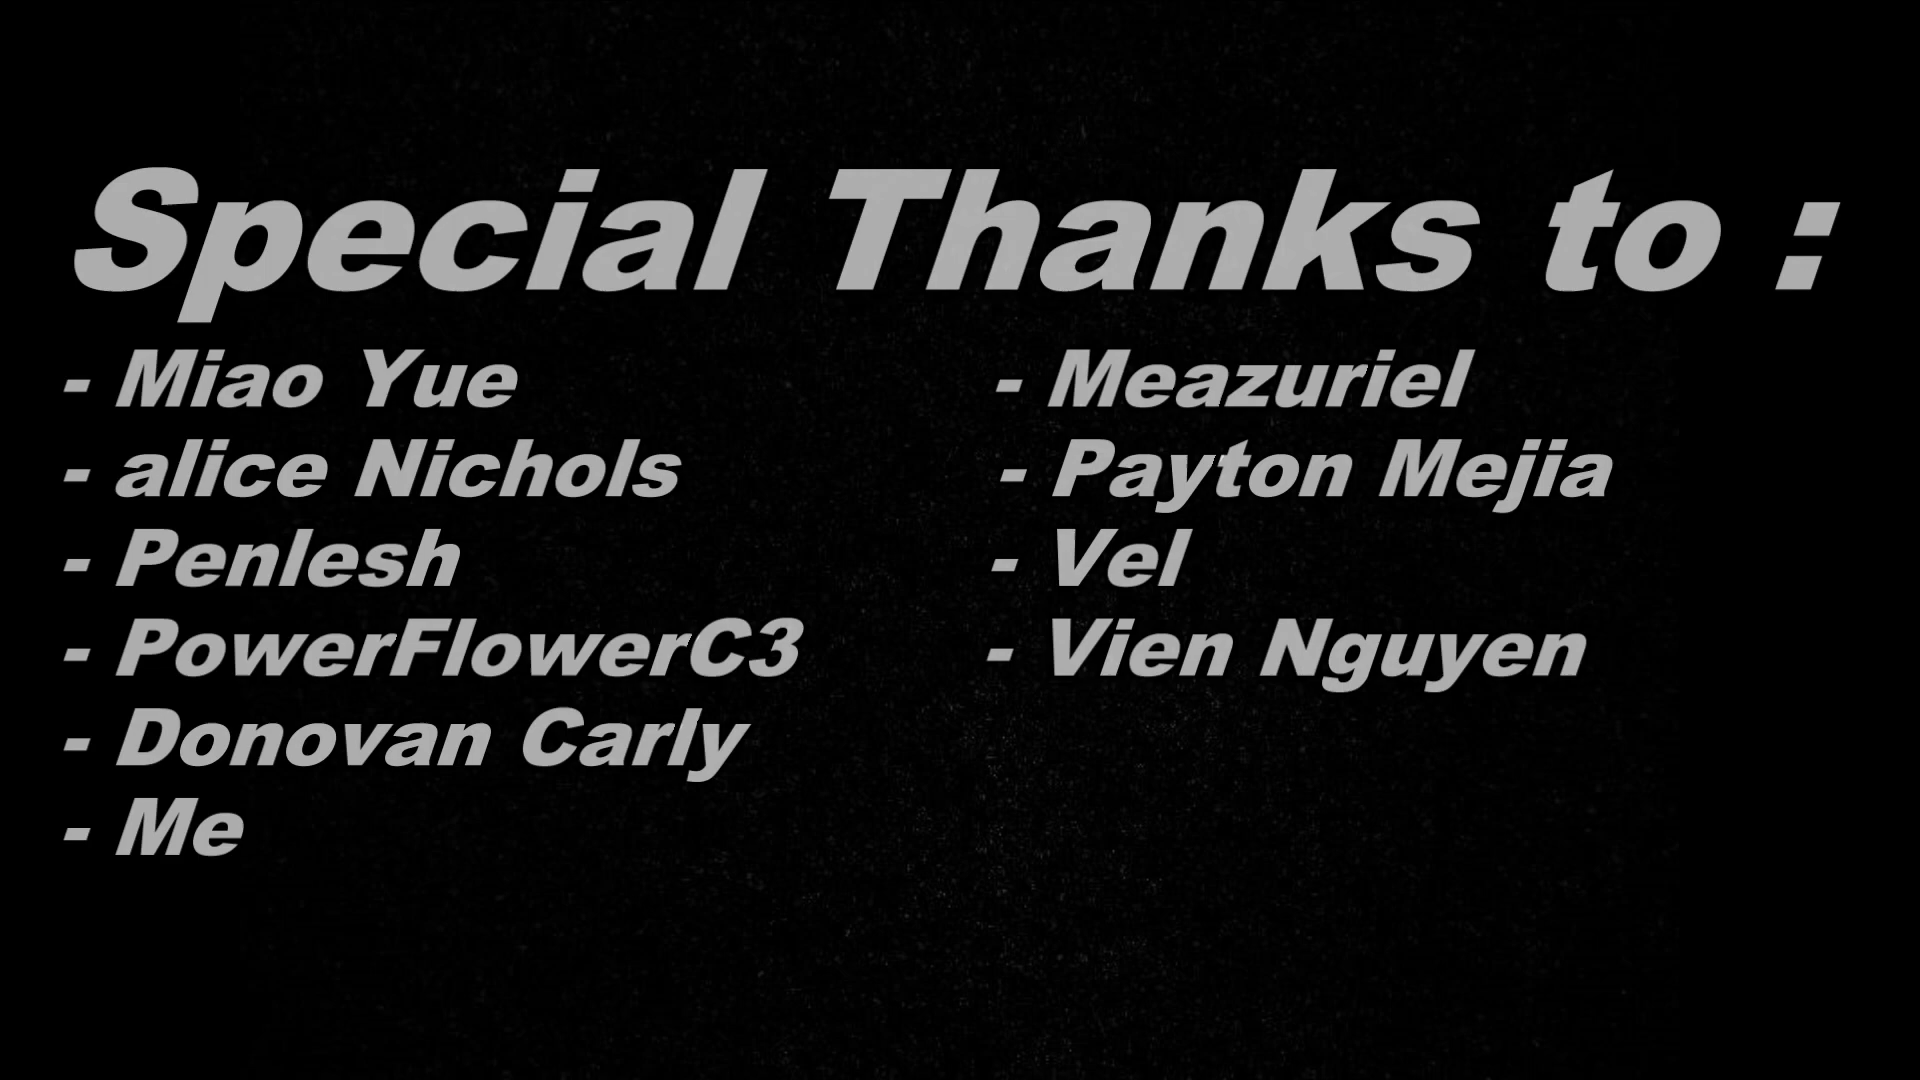 Special Thanks to :
- Miao Yue
- alice Nichols
- Penlesh
- PowerFlowerC3
- Donovan Carly
- Me
- Meazuriel
- Payton Mejia
- Vel
- Vien Nguyen